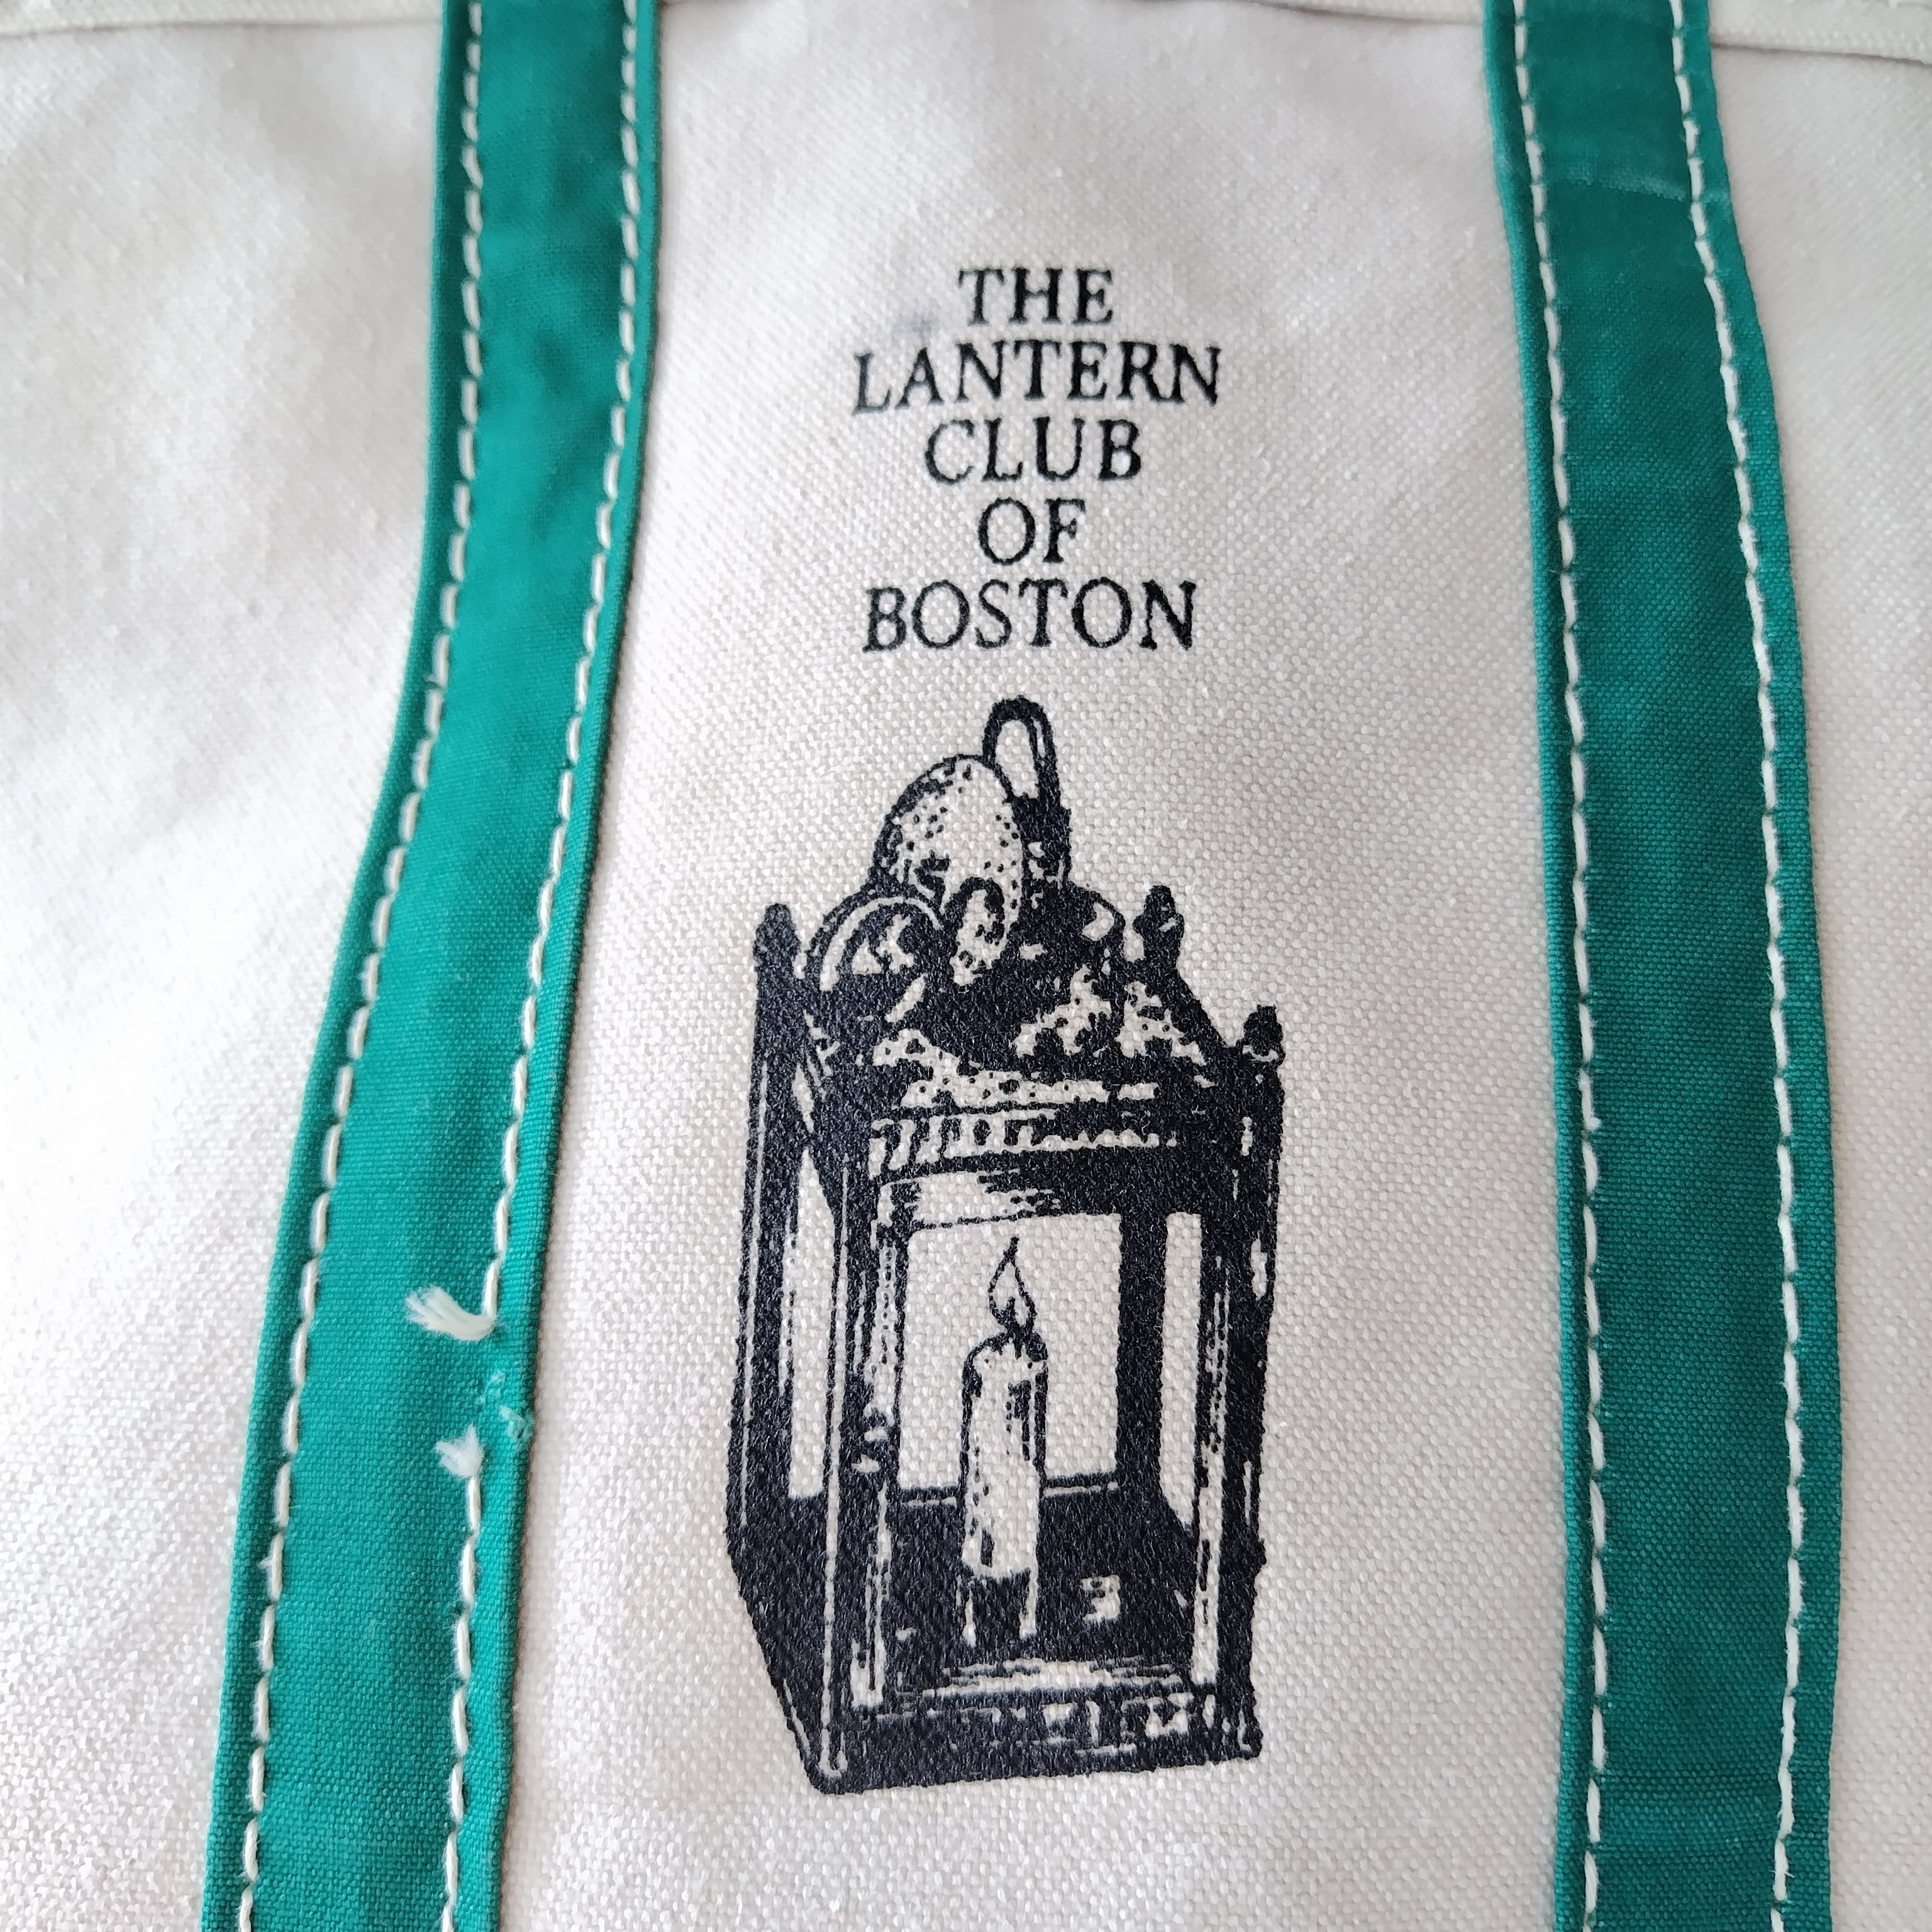 THE
LANTERN
CLUB
OF
BOSTON